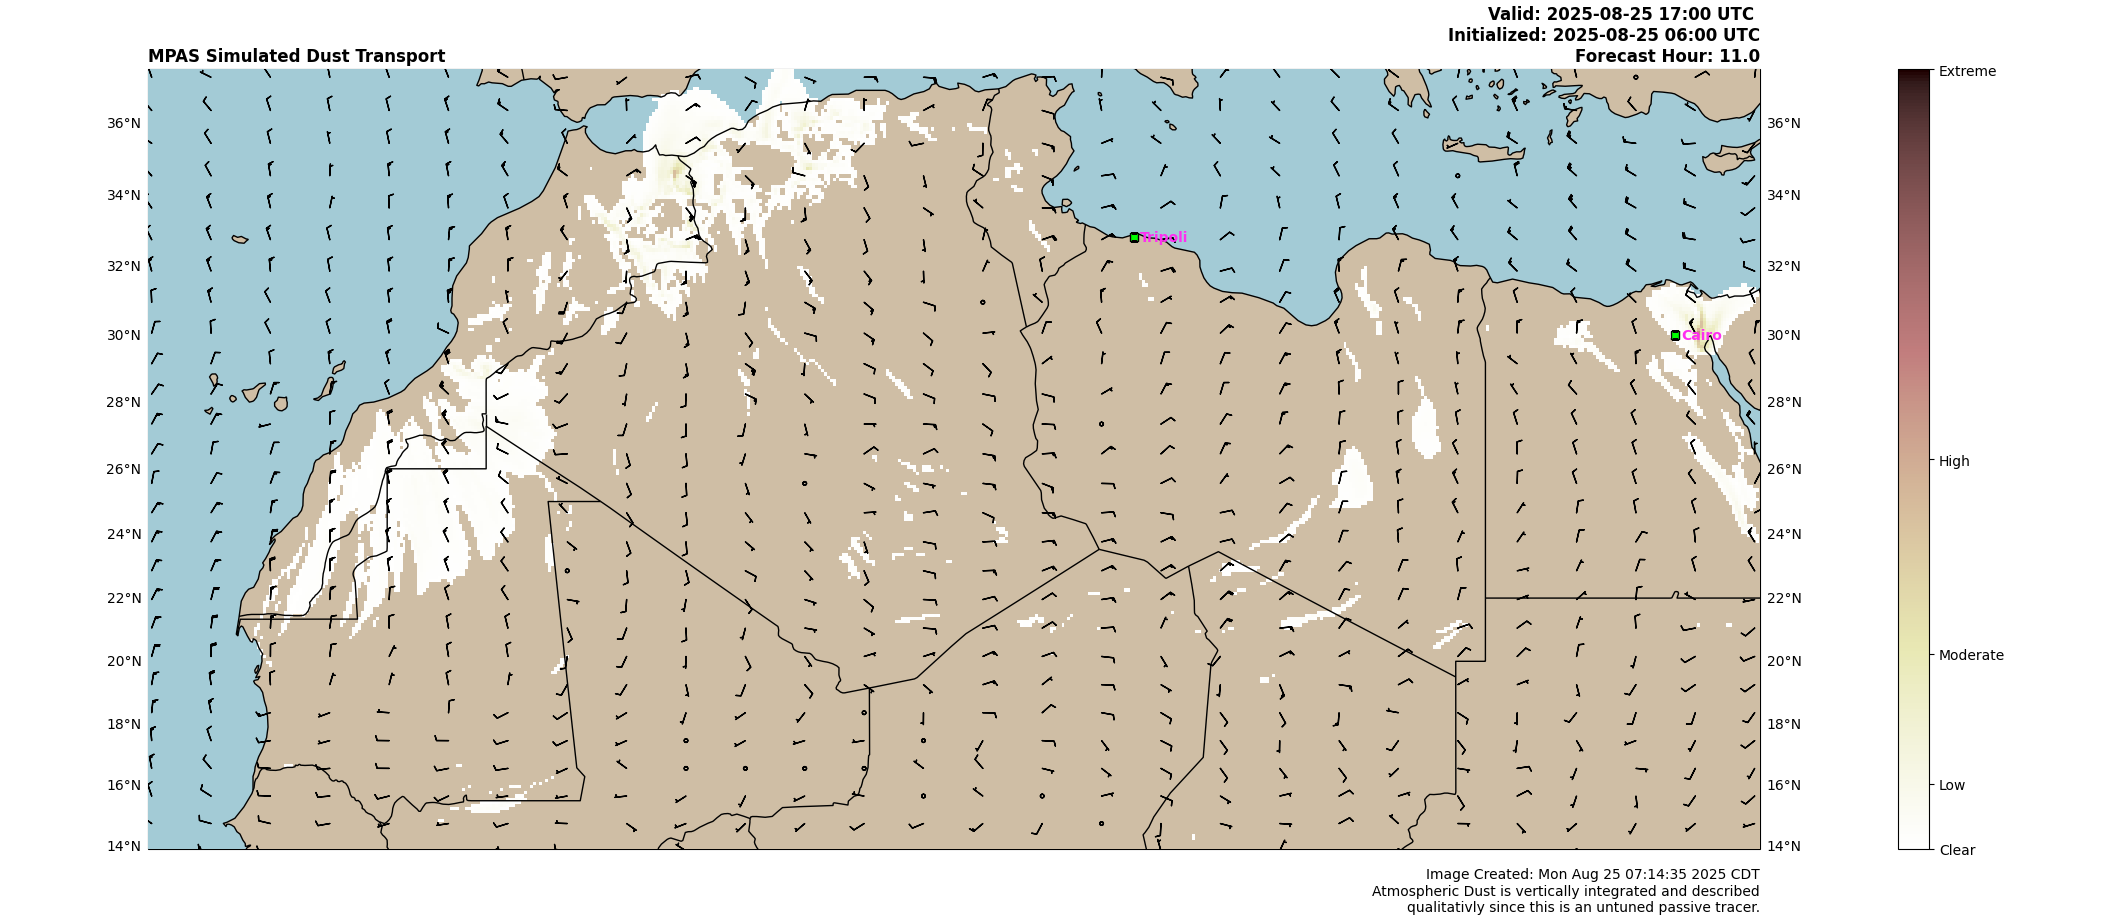 Valid: 2025-08-25 17:00 UTC
Initialized: 2025-08-25 06:00 UTC
MPAS Simulated Dust Transport
Forecast Hour: 11.0
Extreme
36°N
36°N
34°N
34°N
Tripoli
32°N
32°N
30°N
Cairo
30°N
28°N
28°N
26°N
26°N
High
24°N
24°N
22°N
22°N
20°N
20°N
Moderate
18°N
18°N
16°N
16°N
Low
14°N
14°N
Clear
Image Created: Mon Aug 25 07:14:35 2025 CDT
Atmospheric Dust is vertically integrated and described
qualitativly since this is an untuned passive tracer.